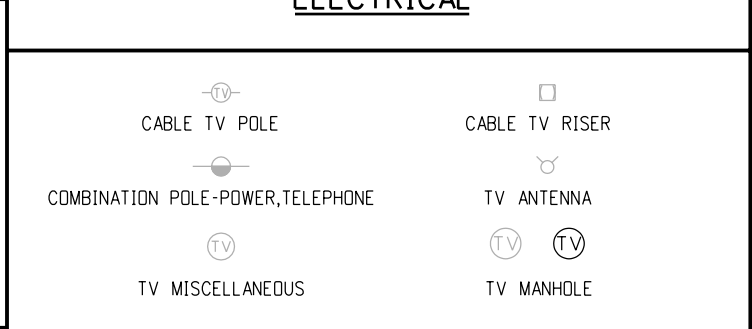 ELECTRICAL
TV
CABLE TV POLE
CABLE TV RISER
COMBINATION POLE-POWER,TELEPHONE
TV ANTENNA
TV
TV MISCELLANEOUS
TV TV
TV MANHOLE